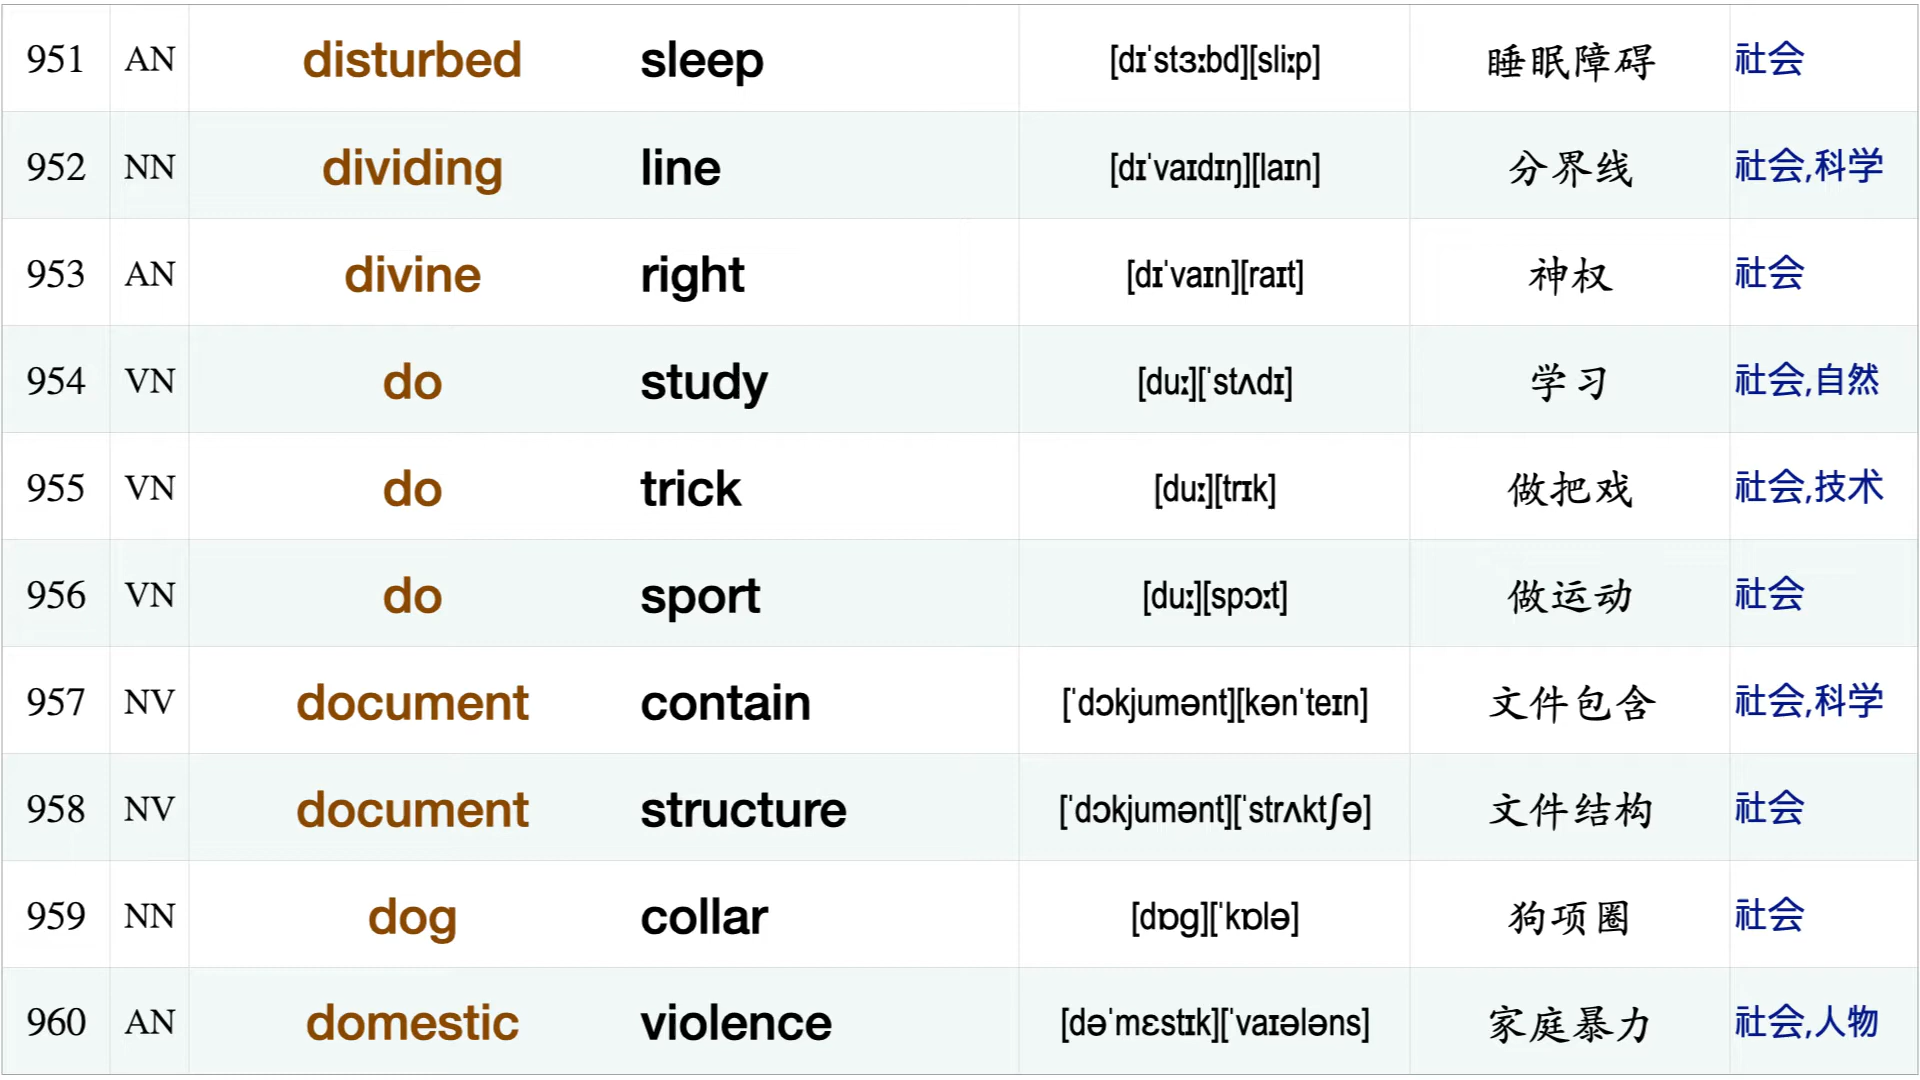 951 AN disturbed sleep [dɪˈstɜːbd][sliːp] 睡眠障碍 社会
952 NN dividing line [dɪˈvaɪdɪŋ][laɪn] 分界线 社会,科学
953 AN divine right [dɪˈvaɪn][raɪt] 神权 社会
954 VN do study [duː][ˈstʌdɪ] 学习 社会,自然
955 VN do trick [duː][trɪk] 做把戏 社会,技术
956 VN do sport [duː][spɔːt] 做运动 社会
957 NV document contain [ˈdɔkjumənt][kənˈteɪn] 文件包含 社会,科学
958 NV document structure [ˈdɔkjumənt][ˈstrʌktʃə] 文件结构 社会
959 NN dog collar [dɒg][ˈkɒlə] 狗项圈 社会
960 AN domestic violence [dəˈmɛstɪk][ˈvaɪələns] 家庭暴力 社会,人物